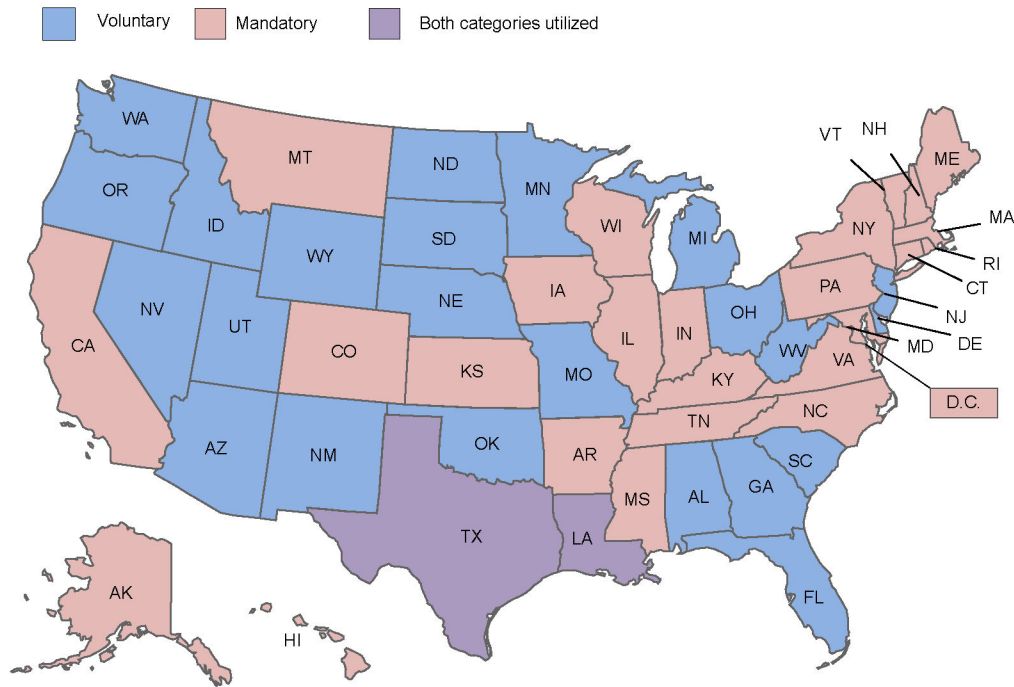 Voluntary Mandatory Both categories utilized
WA
MT
ND
MN
VT
NH
ME
OR
ID
SD
WI
MI
NY
MA
WY
RI
NV
UT
NE
IA
PA
CT
CA
CO
KS
MO
IL
IN
OH
WV
VA
NJ
MD
DE
KY
D.C.
TN
NC
AZ
NM
OK
AR
SC
MS
AL
GA
TX
LA
FL
AK
HI